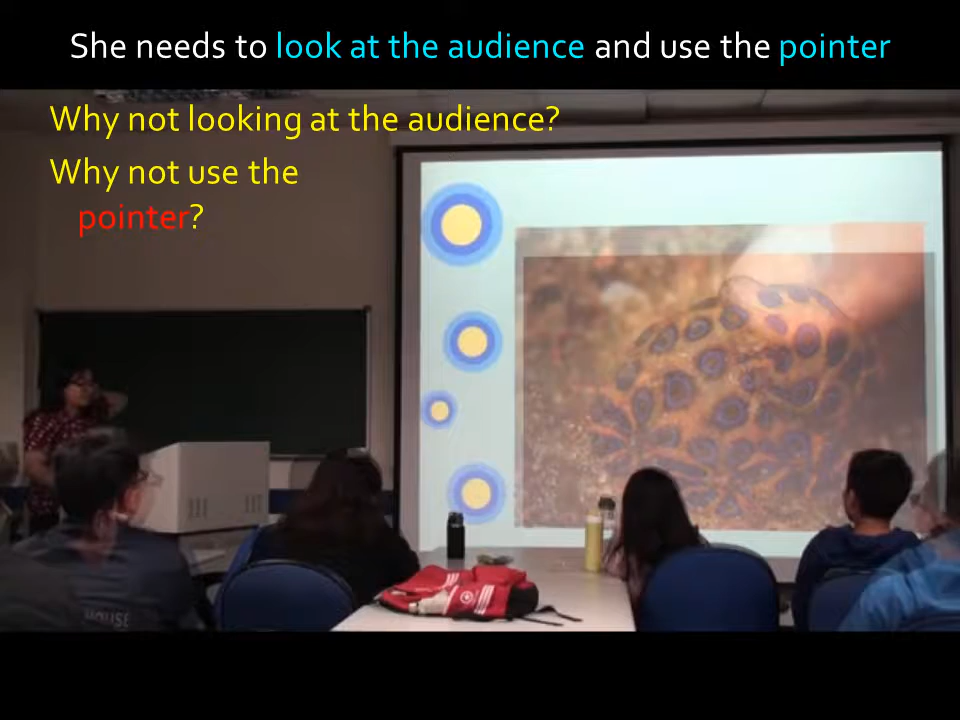 She needs to look at the audience and use the pointer
Why not looking at the audience?
Why not use the
pointer?
HOUSE